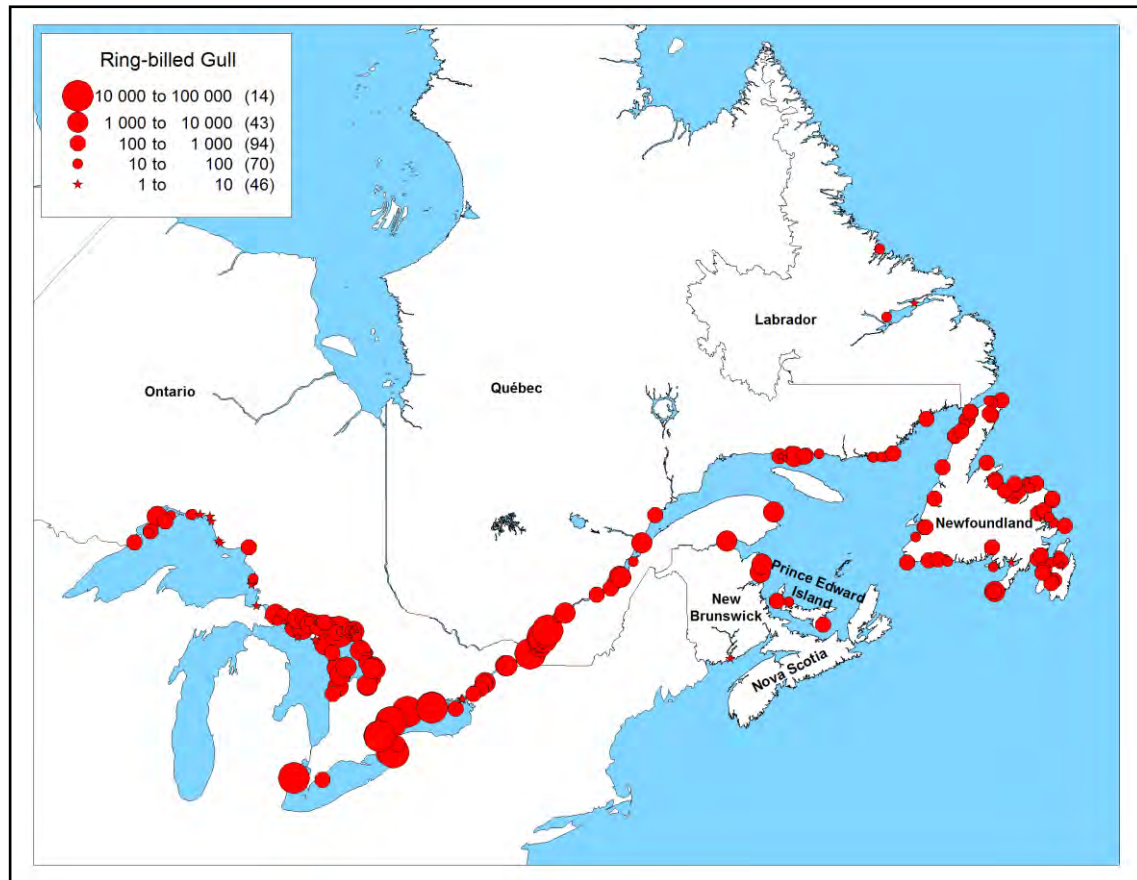 Ring-billed Gull
10 000 to 100 000 (14)
1 000 to 10 000 (43)
100 to 1 000 (94)
10 to 100 (70)
1 to 10 (46)
Labrador
Ontario
Québec
Newfoundland
Prince Edward
Island
New
Brunswick
Nova Scotia